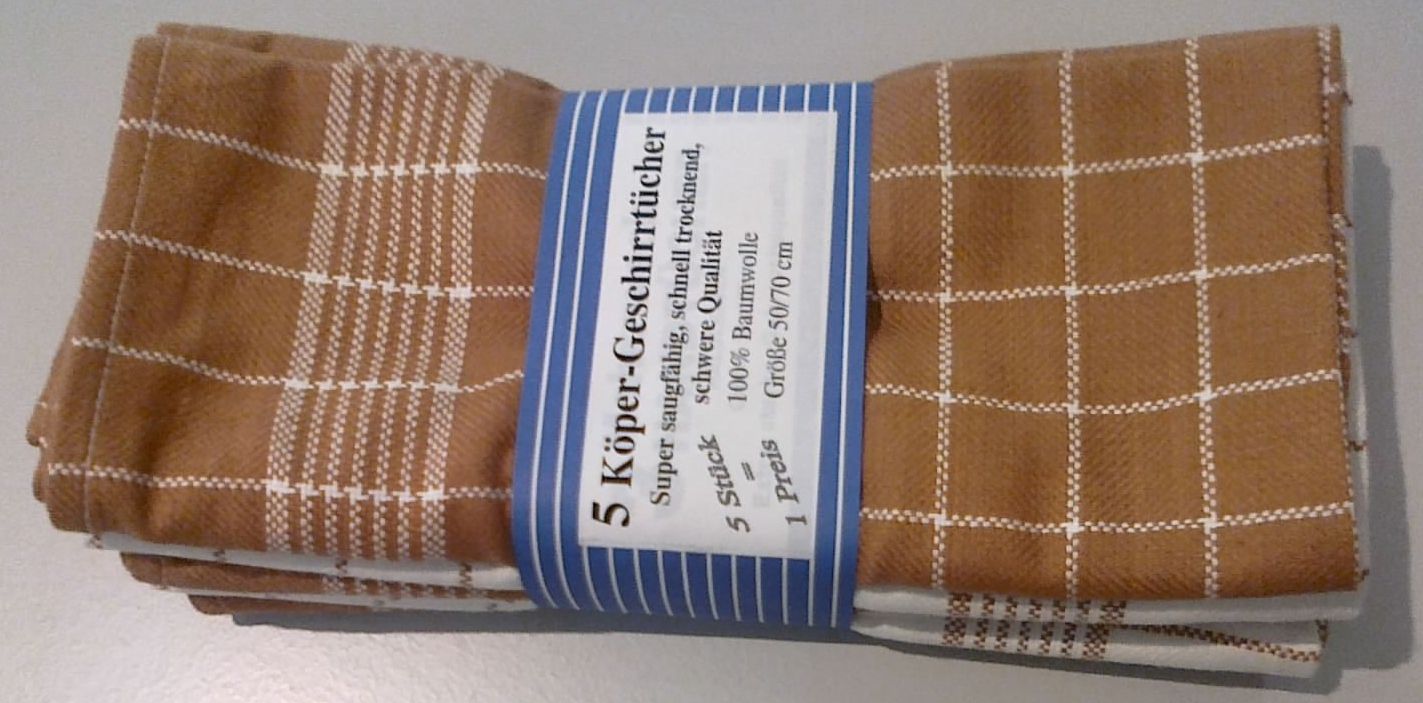 5 Köper-Geschirrtücher
Super saugfähig, schnell trocknend,
schwere Qualität
5 Stück
=
1 Preis
100% Baumwolle
Größe 50/70 cm